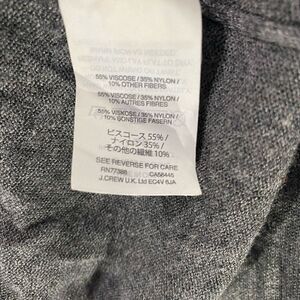 55% VISCOSE / 35% NYLON /
10% OTHER FIBRES
55% VISCOSE / 35% NYLON /
10% AUTRES FIBRES
55% VISKOSE / 35% NYLON /
10% SONSTIGE FASERN
ビスコース 55% /
ナイロン 35% /
その他の繊維 10%
SEE REVERSE FOR CARE
RN77388 CA58445
J.CREW U.K. Ltd EC4V 6JA